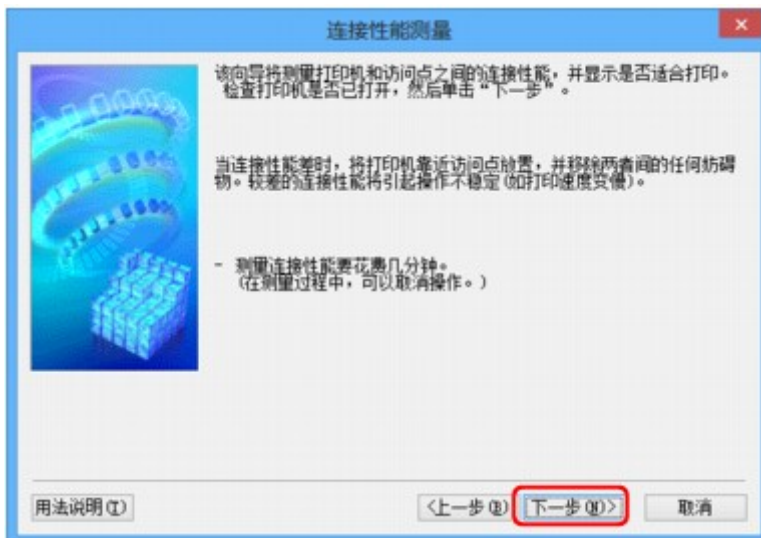 连接性能测量
该向导将测量打印机和访问点之间的连接性能，并显示是否适合打印。
检查打印机是否已打开，然后单击“下一步”。
当连接性能差时，将打印机靠近访问点放置，并移除两者间的任何妨碍
物。较差的连接性能将引起操作不稳定(如打印速度变慢)。
- 测量连接性能要花费几分钟。
(在测量过程中，可以取消操作。)
用法说明(I) <上一步(B) 下一步(N)> 取消